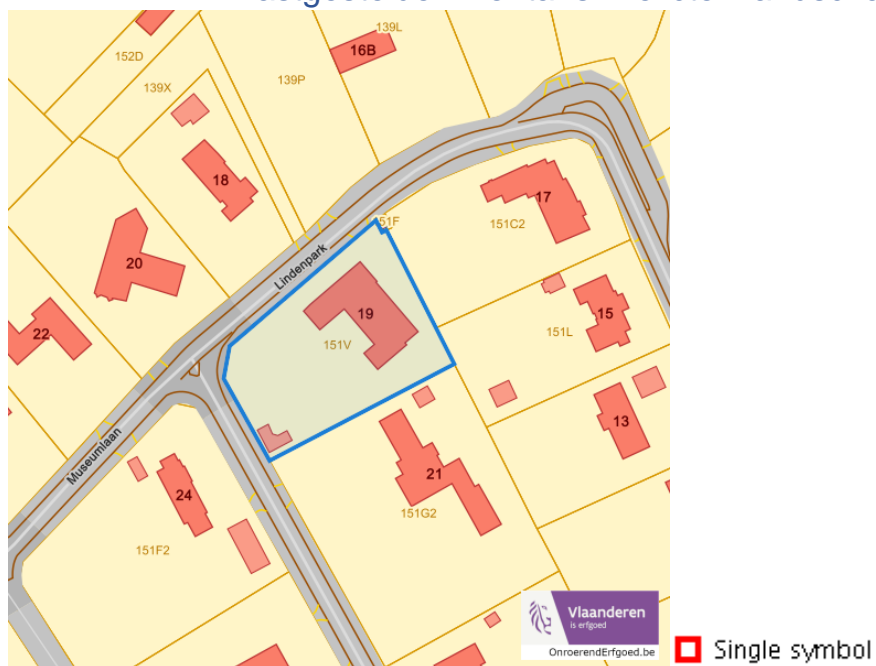 139L
16B
152D
139P
139X
18
17
151F
151C2
Lindenpark
20
19
15
22
151L
151V
13
Museumlaan
21
24
151G2
151F2
Vlaanderen
is erfgoed
OnroerendErfgoed.be
Single symbol